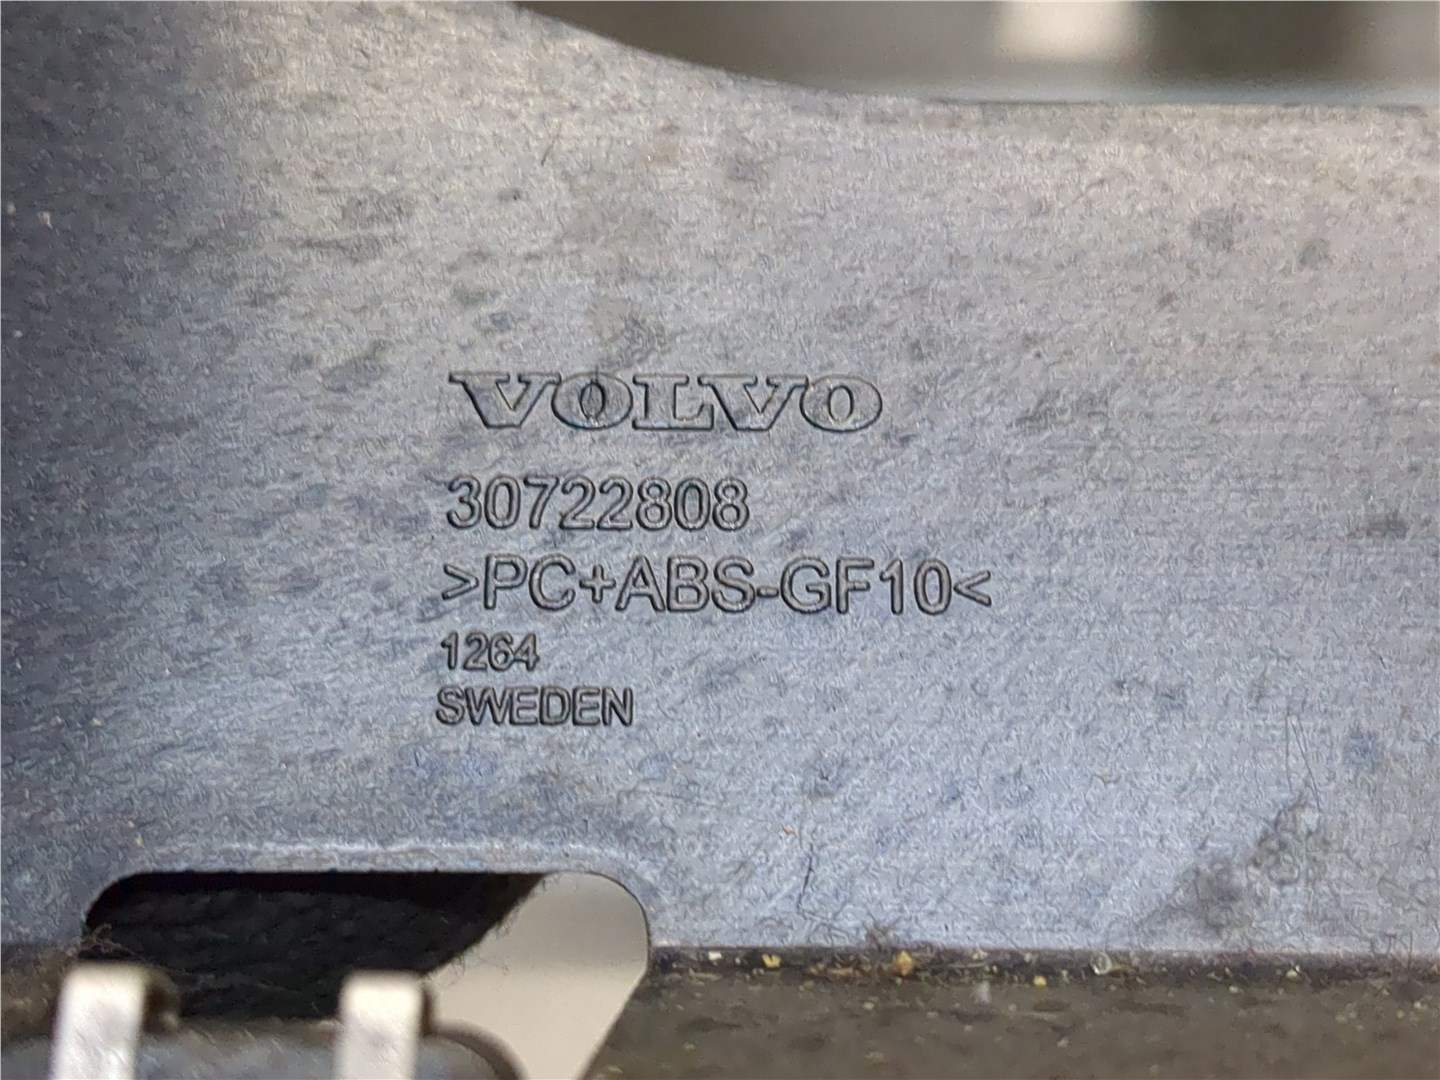 VOLVO
30722808
>PC+ABS-GF10<
1264
SWEDEN